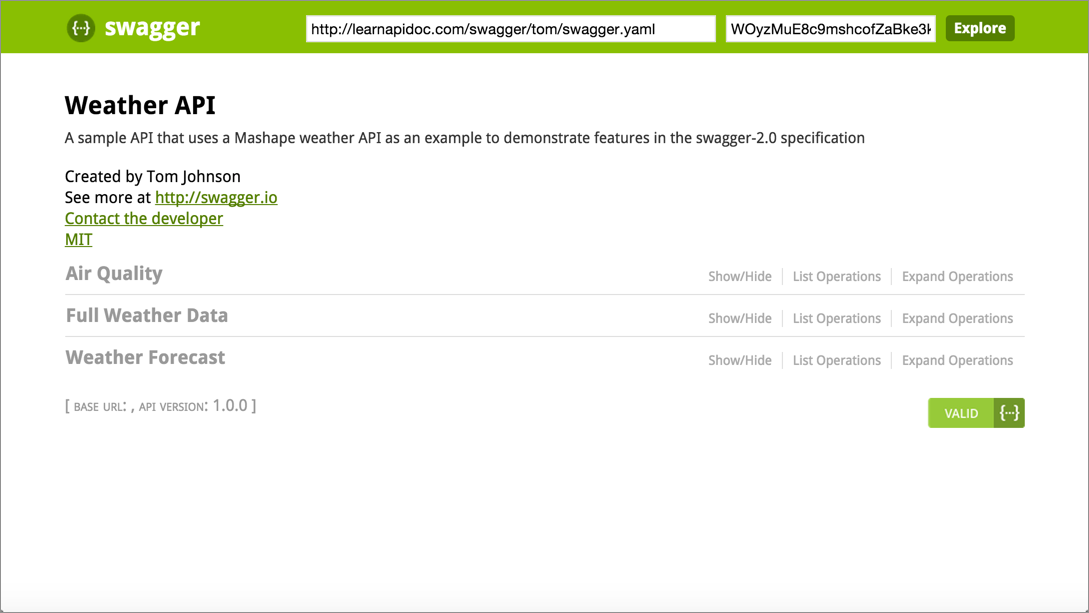 {···} swagger http://learnapidoc.com/swagger/tom/swagger.yaml WOyzMuE8c9mshcofZaBke3 Explore
Weather API
A sample API that uses a Mashape weather API as an example to demonstrate features in the swagger-2.0 specification
Created by Tom Johnson
See more at http://swagger.io
Contact the developer
MIT
Air Quality Show/Hide List Operations Expand Operations
Full Weather Data Show/Hide List Operations Expand Operations
Weather Forecast Show/Hide List Operations Expand Operations
[ BASE URL: , API VERSION: 1.0.0 ] VALID {···}